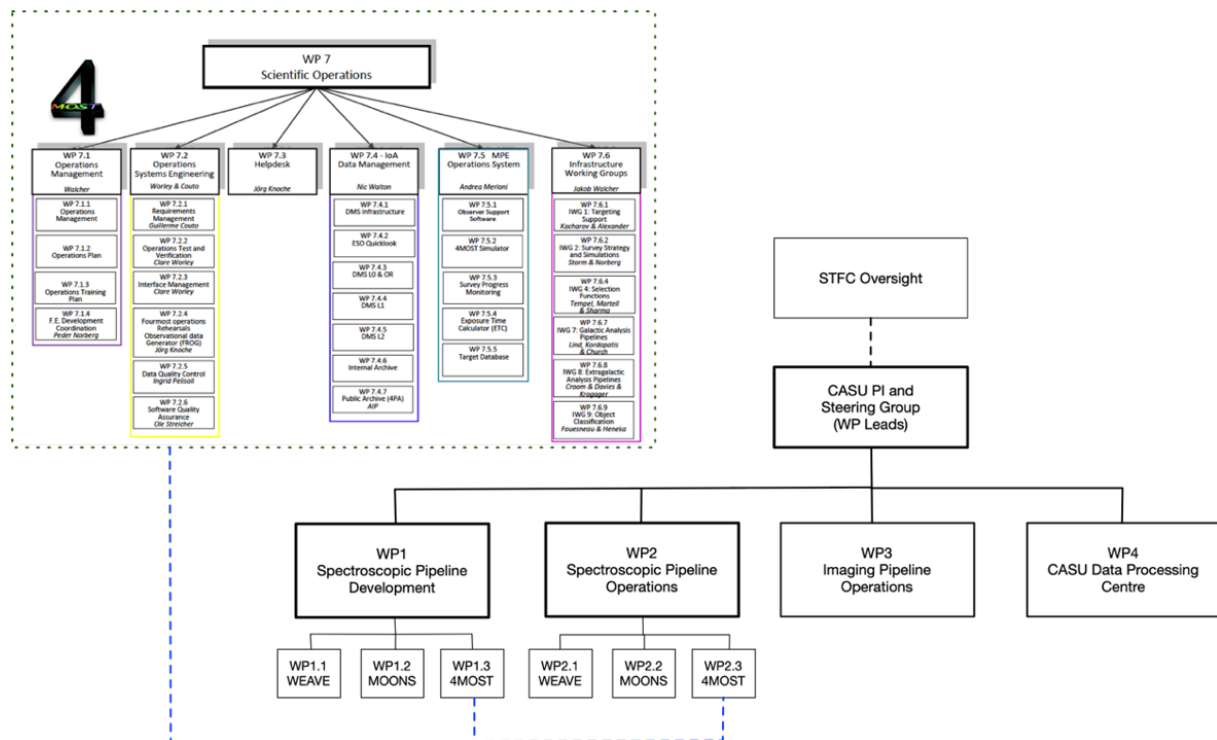 WP 7
Scientific Operations
4
MOST
WP 7.1
Operations
Management
Walcher
WP 7.1.1
Operations
Management
WP 7.1.2
Operations Plan
WP 7.1.3
Operations Training
Plan
WP 7.1.4
F.E. Development
Coordination
Peder Norberg
WP 7.2
Operations
Systems Engineering
Worley & Couto
WP 7.2.1
Requirements
Management
Guillerme Couto
WP 7.2.2
Operations Test and
Verification
Clare Worley
WP 7.2.3
Interface Management
Clare Worley
WP 7.2.4
Fourmost operations
Rehearsals
Observational data
Generator (FROG)
Jörg Knoche
WP 7.2.5
Data Quality Control
Ingrid Pelisoli
WP 7.2.6
Software Quality
Assurance
Ole Streicher
WP 7.3
Helpdesk
Jörg Knoche
WP 7.4 - IoA
Data Management
Nic Walton
WP 7.4.1
DMS Infrastructure
WP 7.4.2
ESO Quicklook
WP 7.4.3
DMS L0 & OR
WP 7.4.4
DMS L1
WP 7.4.5
DMS L2
WP 7.4.6
Internal Archive
WP 7.4.7
Public Archive (4PA)
AIP
WP 7.5 MPE
Operations System
Andrea Merloni
WP 7.5.1
Observer Support
Software
WP 7.5.2
4MOST Simulator
WP 7.5.3
Survey Progress
Monitoring
WP 7.5.4
Exposure Time
Calculator (ETC)
WP 7.5.5
Target Database
WP 7.6
Infrastructure
Working Groups
Jakob Walcher
WP 7.6.1
IWG 1: Targeting
Support
Kacharov & Alexander
WP 7.6.2
IWG 2: Survey Strategy
and Simulations
Storm & Norberg
WP 7.6.4
IWG 4: Selection
Functions
Tempel, Martell
& Sharma
WP 7.6.7
IWG 7: Galactic Analysis
Pipelines
Lind, Kordopatis
& Church
WP 7.6.8
IWG 8: Extragalactic
Analysis Pipelines
Croom & Davies &
Krogager
WP 7.6.9
IWG 9: Object
Classification
Fouesneau & Heneka
STFC Oversight
CASU PI and
Steering Group
(WP Leads)
WP1
Spectroscopic Pipeline
Development
WP2
Spectroscopic Pipeline
Operations
WP3
Imaging Pipeline
Operations
WP4
CASU Data Processing
Centre
WP1.1
WEAVE
WP1.2
MOONS
WP1.3
4MOST
WP2.1
WEAVE
WP2.2
MOONS
WP2.3
4MOST